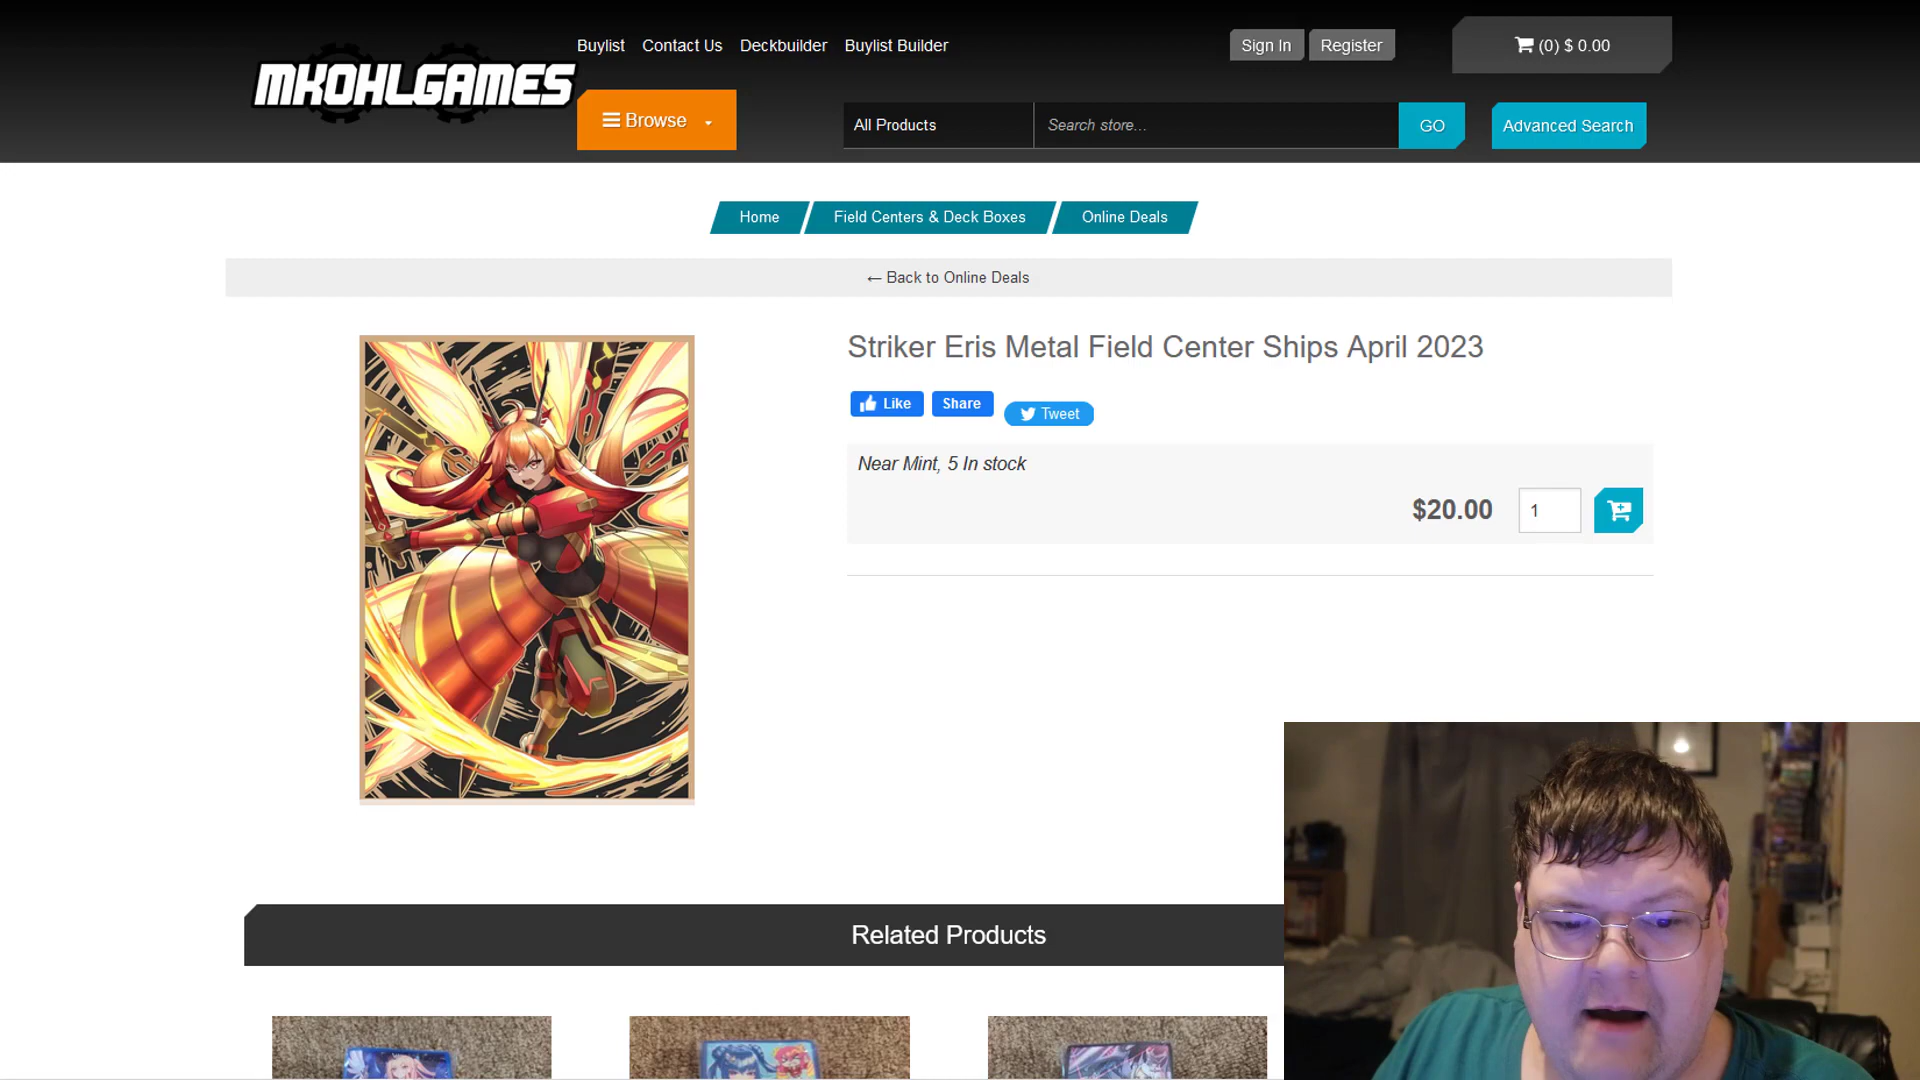 Buylist Contact Us Deckbuilder Buylist Builder
Sign In Register
(0) $ 0.00
MKOHLGAMES
Browse
All Products
Search store...
GO
Advanced Search
Home Field Centers & Deck Boxes Online Deals
← Back to Online Deals
Striker Eris Metal Field Center Ships April 2023
Like Share Tweet
Near Mint, 5 In stock
$20.00 1
Related Products